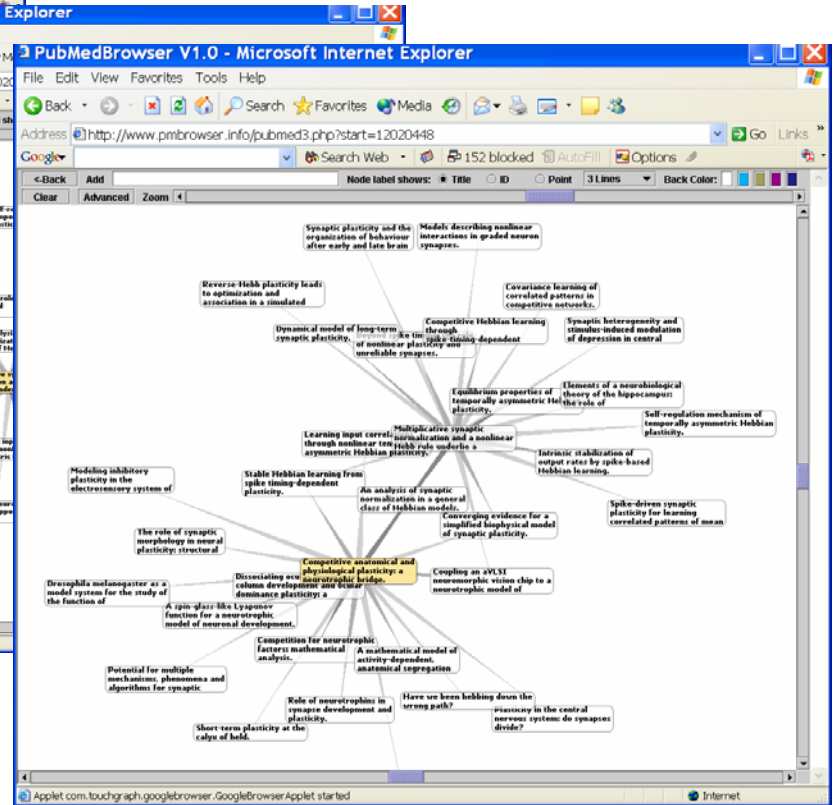 Explorer
PubMedBrowser V1.0 - Microsoft Internet Explorer
File Edit View Favorites Tools Help
Back Search Favorites Media
Address http://www.pmbrowser.info/pubmed3.php?start=12020448 Go Links »
Google Search Web 152 blocked AutoFill Options
<-Back Add Node label shows: Title ID Point 3 Lines Back Color:
Clear Advanced Zoom
Synaptic plasticity and the
organization of behaviour
after early and late brain
Models describing nonlinear
interactions in graded neuron
synapses.
Reverse-Hebb plasticity leads
to optimization and
association in a simulated
Covariance learning of
correlated patterns in
competitive networks.
Dynamical model of long-term
synaptic plasticity.
of nonlinear plasticity and
unreliable synapses.
Competitive Hebbian learning
through
spike-timing-dependent
Synaptic heterogeneity and
stimulus-induced modulation
of depression in central
Equilibrium properties of
temporally asymmetric
plasticity.
Elements of a neurobiological
theory of the hippocampus:
the role of
Self-regulation mechanism of
temporally asymmetric Hebbian
plasticity.
Learning input
through nonlinear
asymmetric Hebbian plasticity.
Multiplicative synaptic
normalization and a nonlinear
Hebb rule underlie a
Intrinsic stabilization of
output rates by spike-based
Hebbian learning.
Modeling inhibitory
plasticity in the
electrosensory system of
Stable Hebbian learning from
spike timing-dependent
plasticity.
An analysis of synaptic
normalization in a general
class of Hebbian models.
Spike-driven synaptic
plasticity for learning
correlated patterns of mean
Converging evidence for a
simplified biophysical model
of synaptic plasticity.
The role of synaptic
morphology in neural
plasticity: structural
Competitive anatomical and
physiological plasticity: a
neurotrophic bridge.
Coupling an aVLSI
neuromorphic vision chip to a
neurotrophic model of
Drosophila melanogaster as a
model system for the study of
the function of
Dissociating
column development and ocular
dominance plasticity: a
A spin-glass-like Lyapunov
function for a neurotrophic
model of neuronal development.
Competition for neurotrophic
factors: mathematical
analysis.
A mathematical model of
activity-dependent,
anatomical segregation
Potential for multiple
mechanisms, phenomena and
algorithms for synaptic
Role of neurotrophins in
synapse development and
plasticity.
Have we been hebbing down the
wrong path?
Plasticity in the central
nervous system: do synapses
divide?
Short-term plasticity at the
calyx of held.
Applet com.touchgraph.googlebrowser.GoogleBrowserApplet started Internet